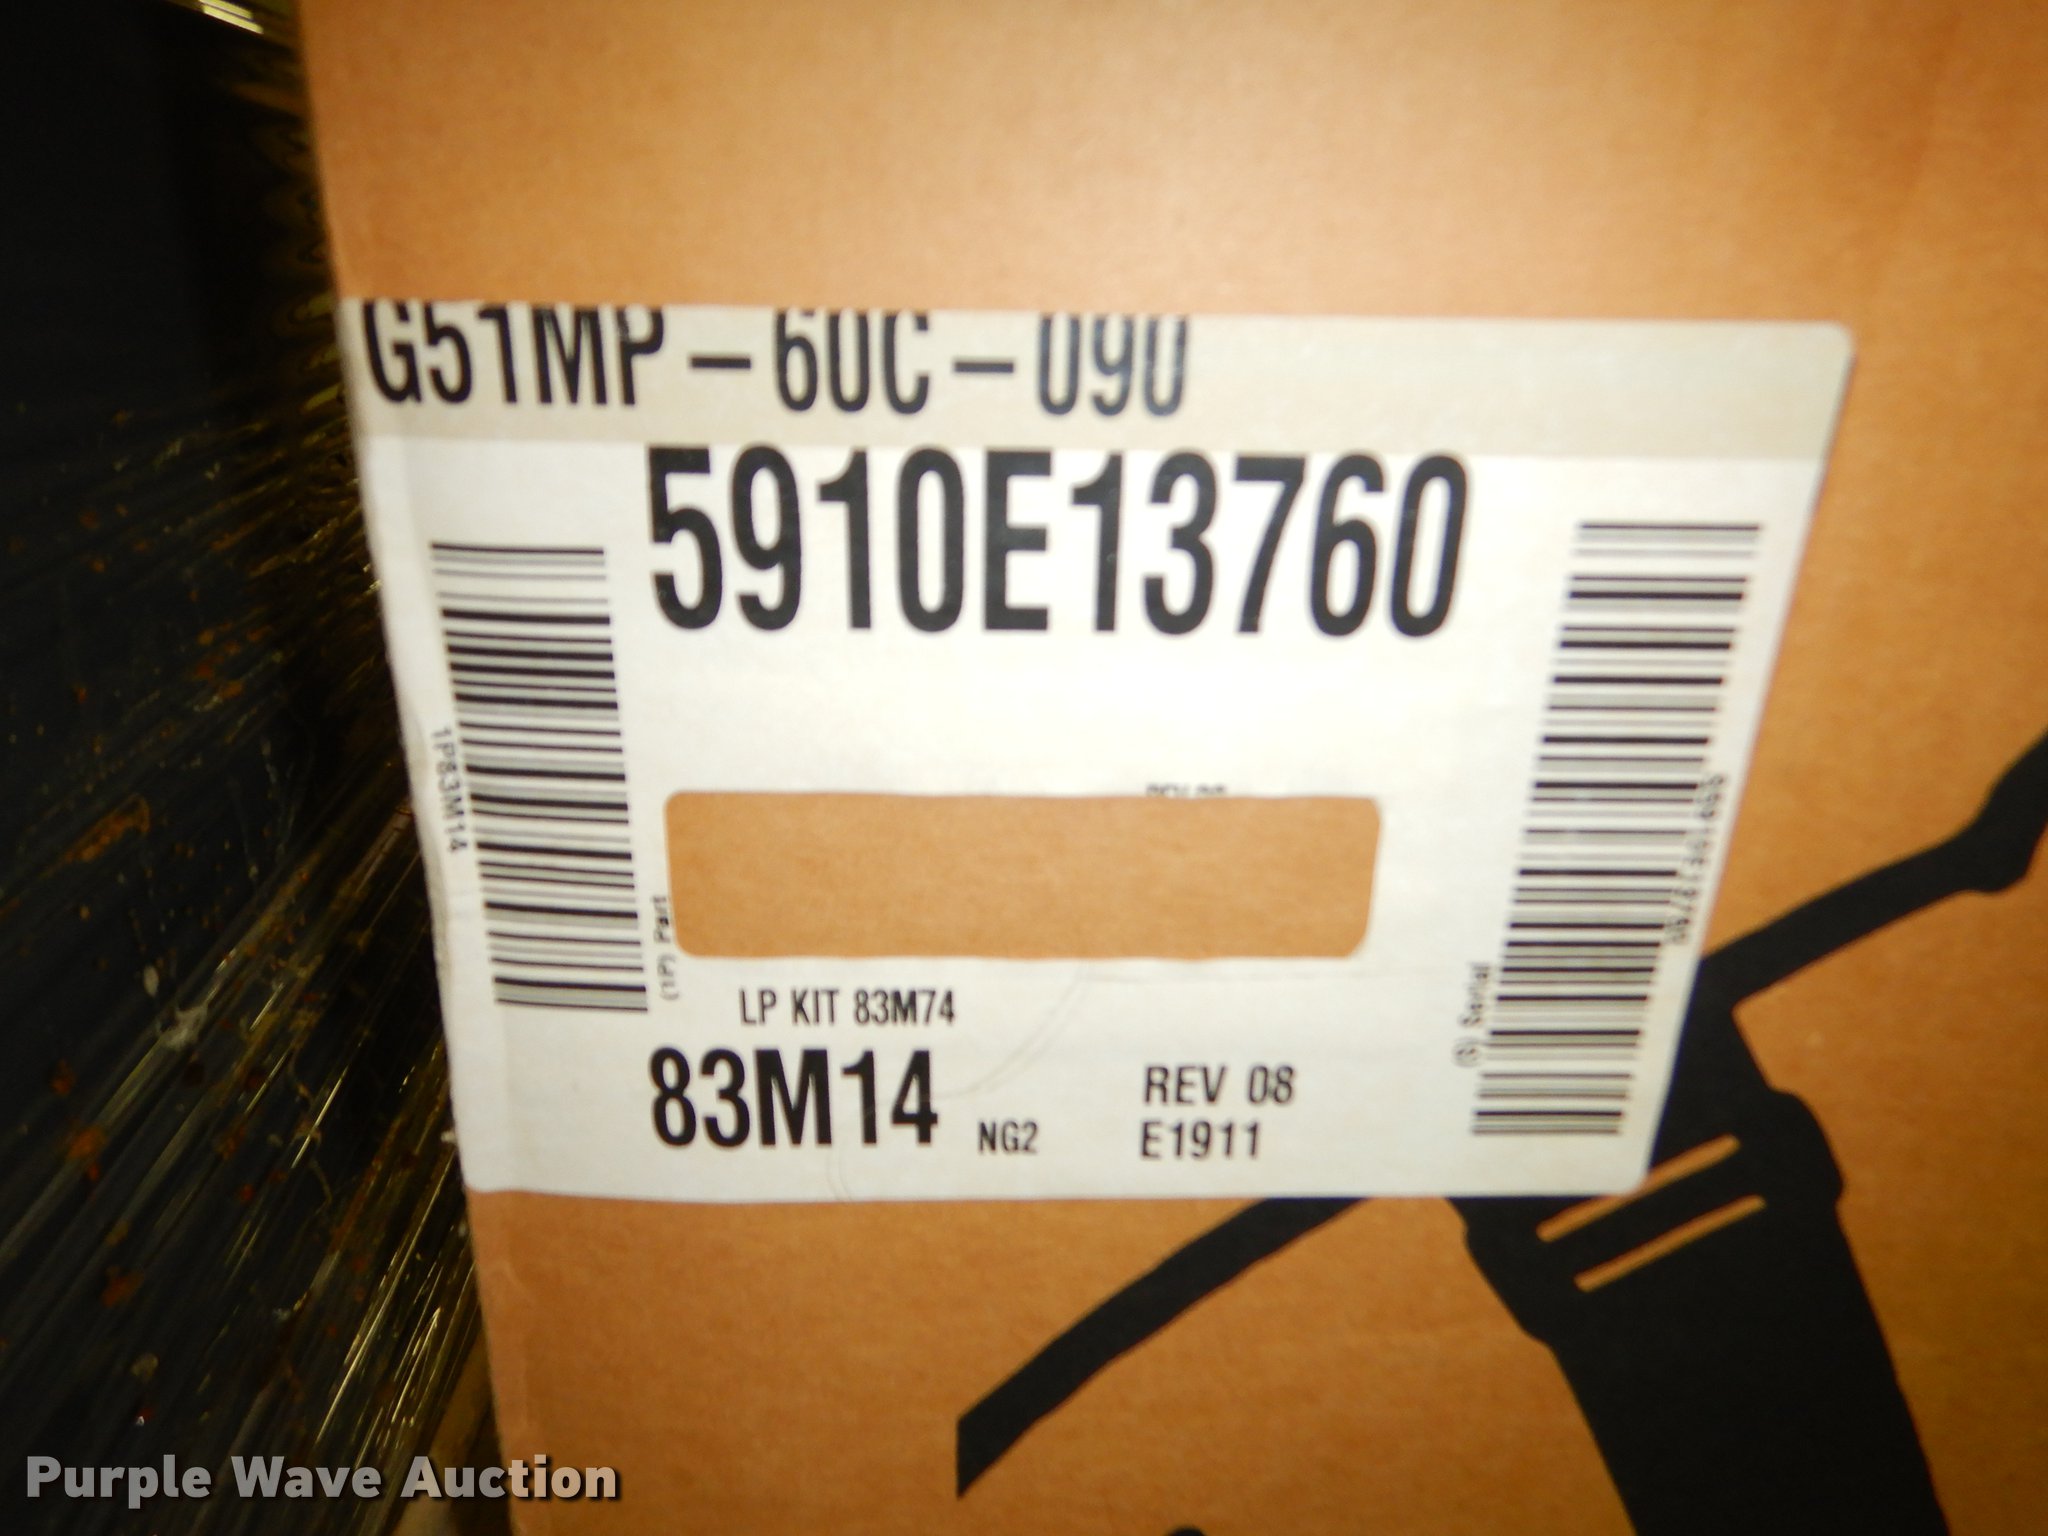 G51MP-60C-090
5910E13760
1P83M14
(1P) Part
(S) Serial
LP KIT 83M74
83M14 NG2
REV 08
E1911
Purple Wave Auction